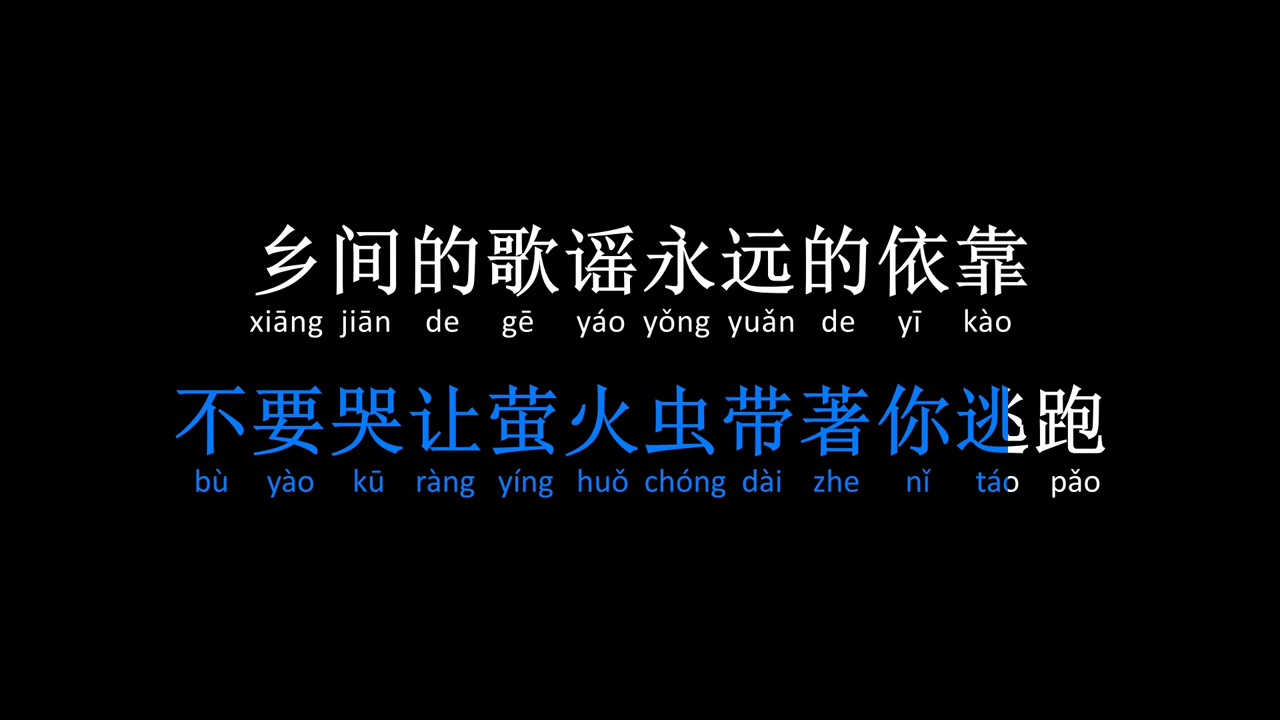 乡间的歌谣永远的依靠
xiāng jiān de gē yáo yǒng yuǎn de yī kào
不要哭让萤火虫带著你逃跑
bù yào kū ràng yíng huǒ chóng dài zhe nǐ táo pǎo